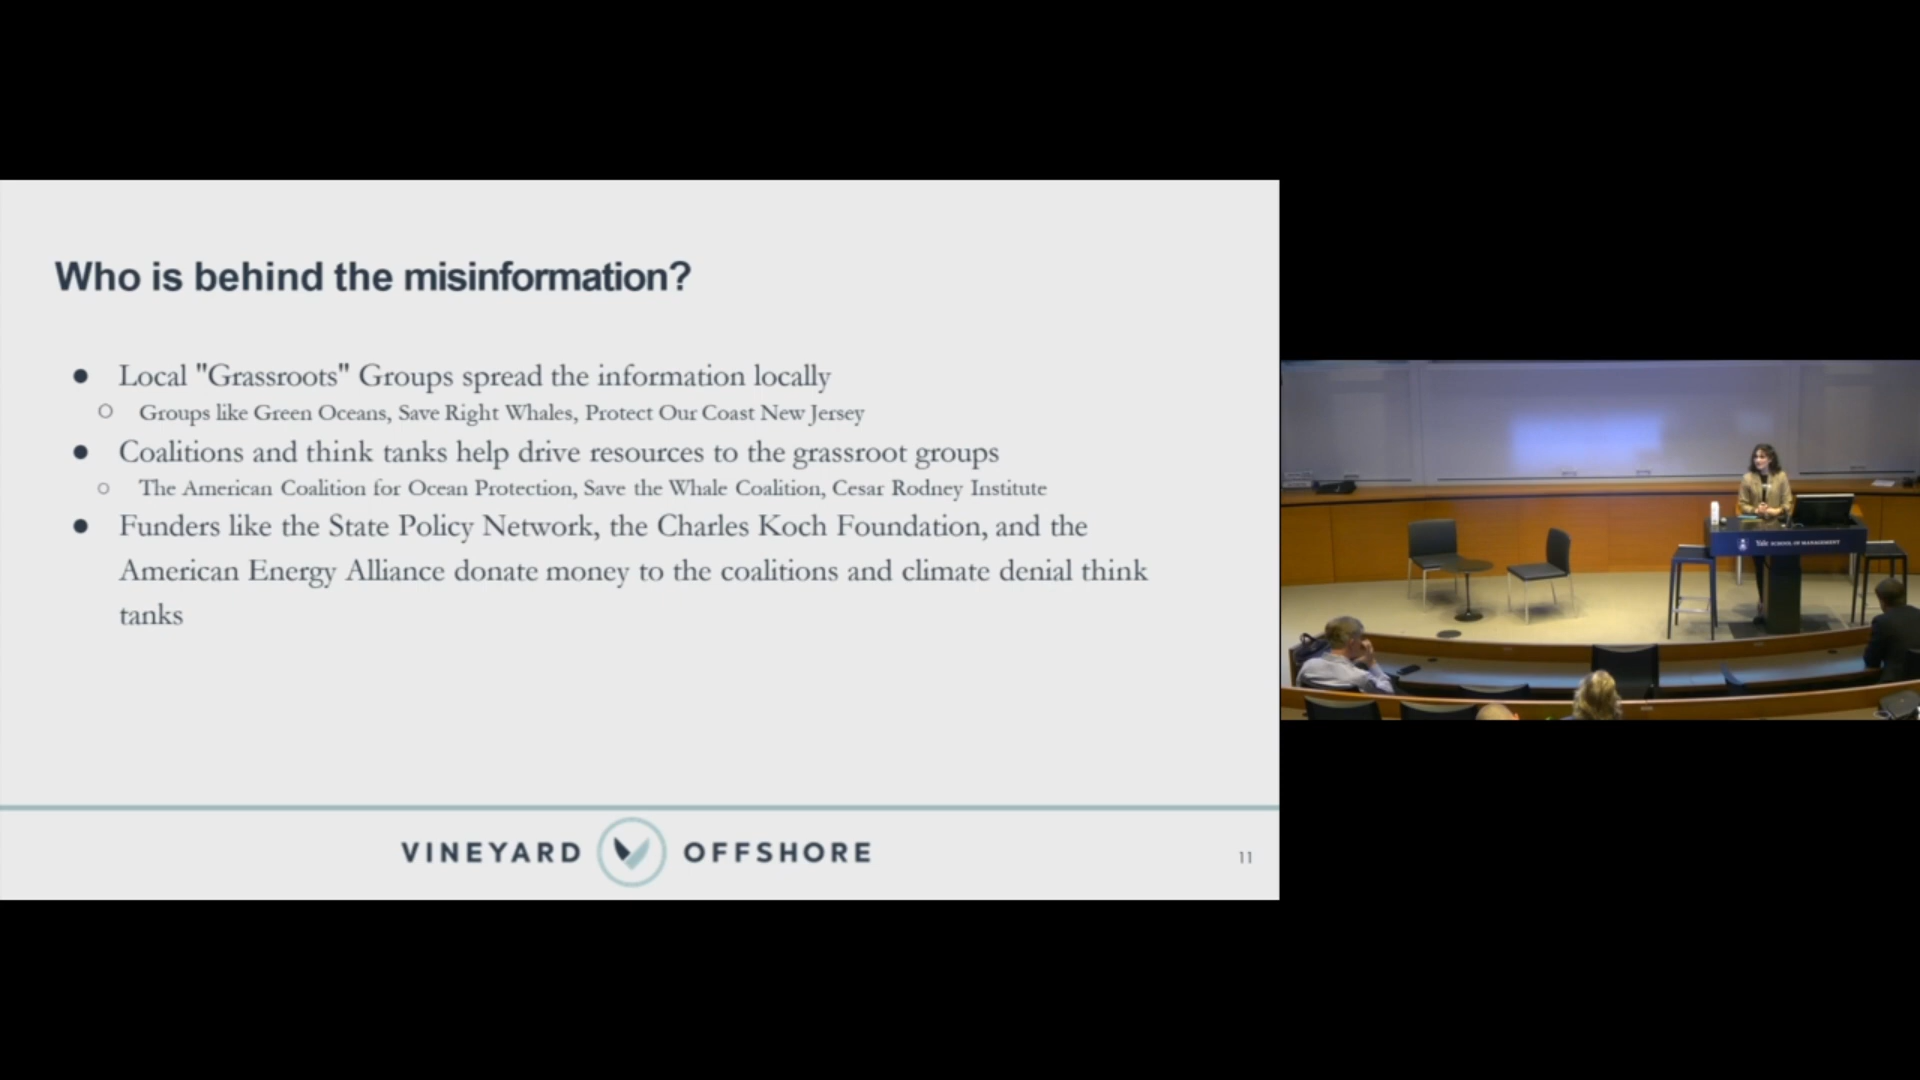 Who is behind the misinformation?
● Local "Grassroots" Groups spread the information locally
○ Groups like Green Oceans, Save Right Whales, Protect Our Coast New Jersey
● Coalitions and think tanks help drive resources to the grassroot groups
○ The American Coalition for Ocean Protection, Save the Whale Coalition, Cesar Rodney Institute
● Funders like the State Policy Network, the Charles Koch Foundation, and the
American Energy Alliance donate money to the coalitions and climate denial think
tanks
VINEYARD OFFSHORE
11
Yale SCHOOL OF MANAGEMENT